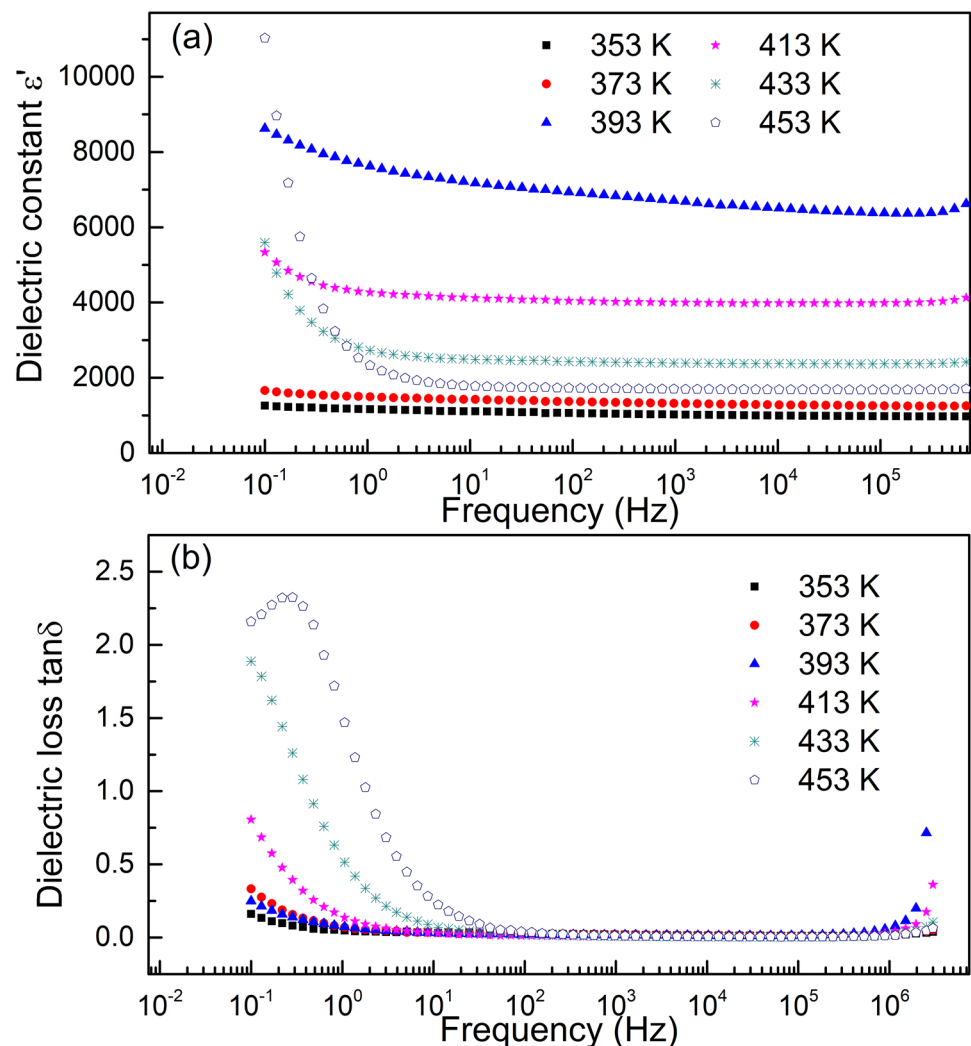 (a)
353 K
373 K
393 K
413 K
433 K
453 K
Dielectric constant ε'
10000
8000
6000
4000
2000
0
10⁻² 10⁻¹ 10⁰ 10¹ 10² 10³ 10⁴ 10⁵
Frequency (Hz)
(b)
353 K
373 K
393 K
413 K
433 K
453 K
Dielectric loss tanδ
2.5
2.0
1.5
1.0
0.5
0.0
10⁻² 10⁻¹ 10⁰ 10¹ 10² 10³ 10⁴ 10⁵ 10⁶
Frequency (Hz)